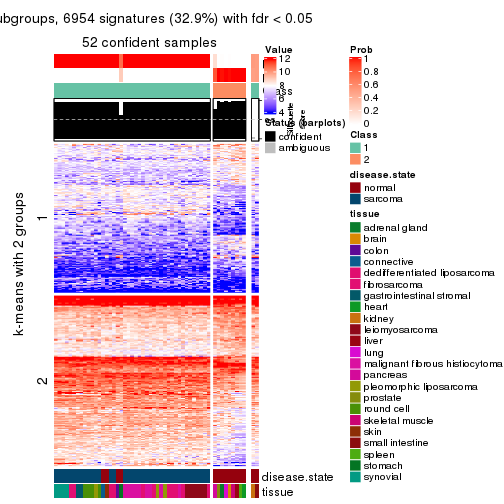 ubgroups, 6954 signatures (32.9%) with fdr < 0.05
52 confident samples
k-means with 2 groups
1
2
disease.state
tissue
Value
12
10
8
6
4
Status (barplots)
confident
ambiguous
Silhouette
score
Prob
1
0.8
0.6
0.4
0.2
0
Class
1
2
disease.state
normal
sarcoma
tissue
adrenal gland
brain
colon
connective
dedifferentiated liposarcoma
fibrosarcoma
gastrointestinal stromal
heart
kidney
leiomyosarcoma
liver
lung
malignant fibrous histiocytoma
pancreas
pleomorphic liposarcoma
prostate
round cell
skeletal muscle
skin
small intestine
spleen
stomach
synovial